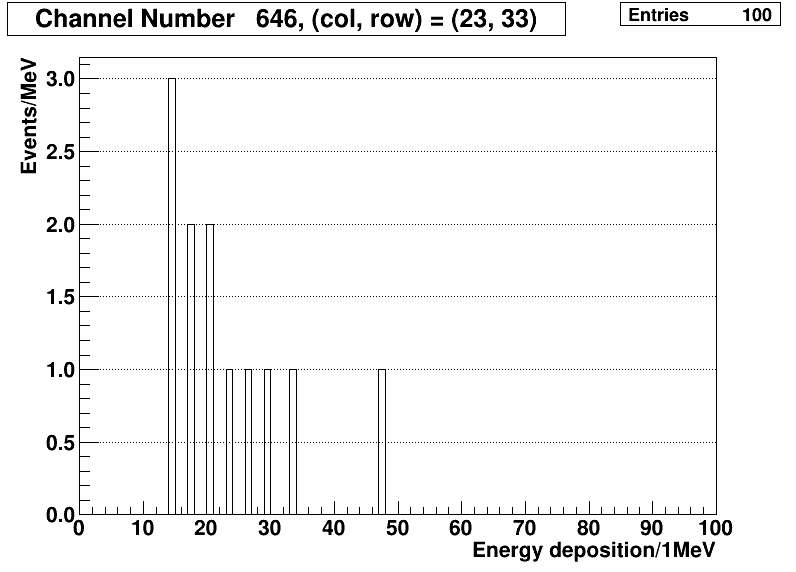 Channel Number 646, (col, row) = (23, 33)
Entries 100
Events/MeV
3.0
2.5
2.0
1.5
1.0
0.5
0.0
0 10 20 30 40 50 60 70 80 90 100
Energy deposition/1MeV